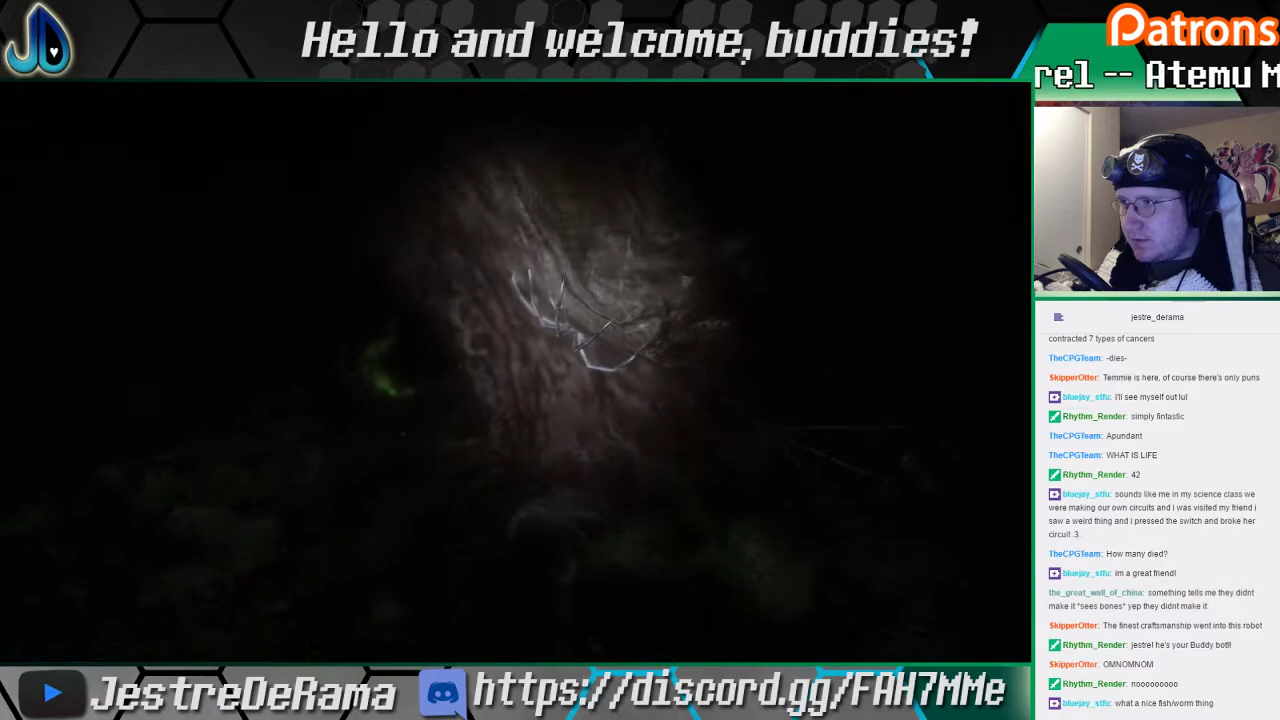 JD
Hello and welcome, buddies!
Patrons
rel -- Atemu M
jestre_derama
contracted 7 types of cancers
TheCPGTeam: -dies-
SkipperOtter: Temmie is here, of course there's only puns
bluejay_stfu: i'll see myself out lul
Rhythm_Render: simply fintastic
TheCPGTeam: Apundant
TheCPGTeam: WHAT IS LIFE
Rhythm_Render: 42
bluejay_stfu: sounds like me in my science class we
were making our own circuits and i was visited my friend i
saw a weird thing and i pressed the switch and broke her
circuit :3.
TheCPGTeam: How many died?
bluejay_stfu: im a great friend!
the_great_wall_of_china: something tells me they didnt
make it *sees bones* yep they didnt make it
SkipperOtter: The finest craftsmanship went into this robot
Rhythm_Render: jestre! he's your Buddy bot!!
SkipperOtter: OMNOMNOM
Rhythm_Render: nooooooooo
bluejay_stfu: what a nice fish/worm thing
JestreDeRama
https://discord.gg/FAH7MMe